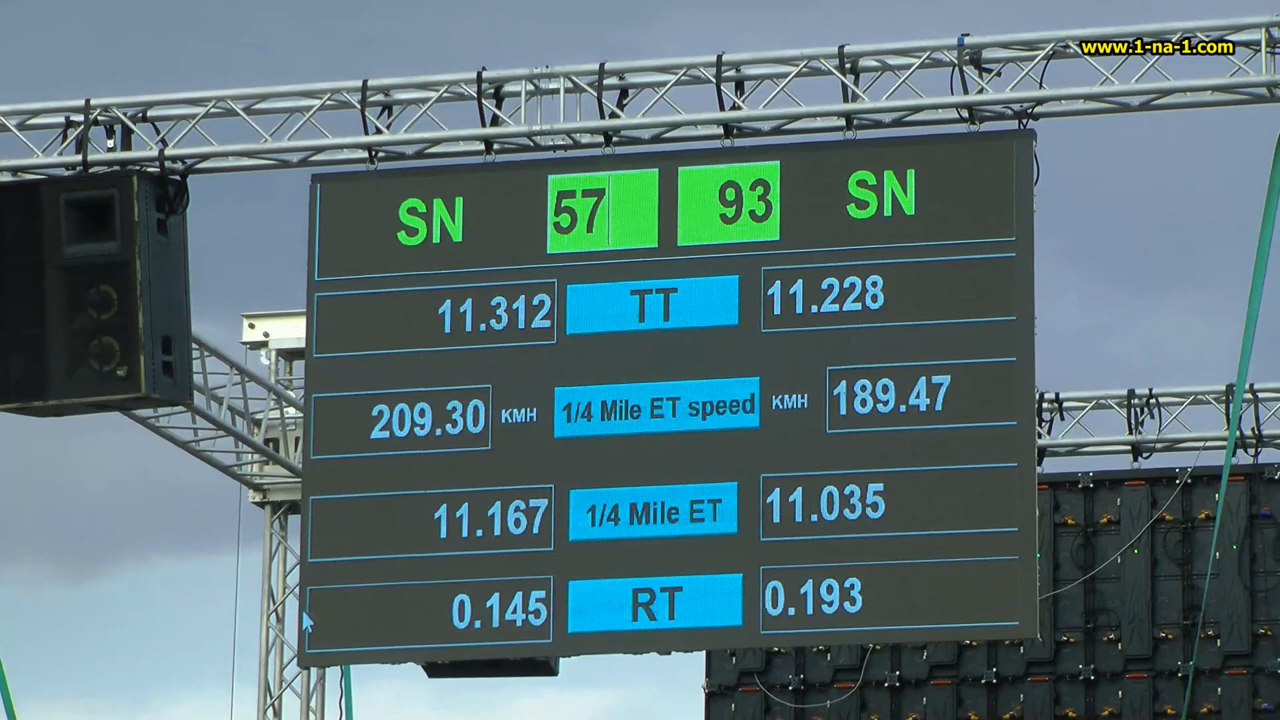 www.1-na-1.com
SN 57 93 SN
11.312 TT 11.228
209.30 KMH 1/4 Mile ET speed KMH 189.47
11.167 1/4 Mile ET 11.035
0.145 RT 0.193